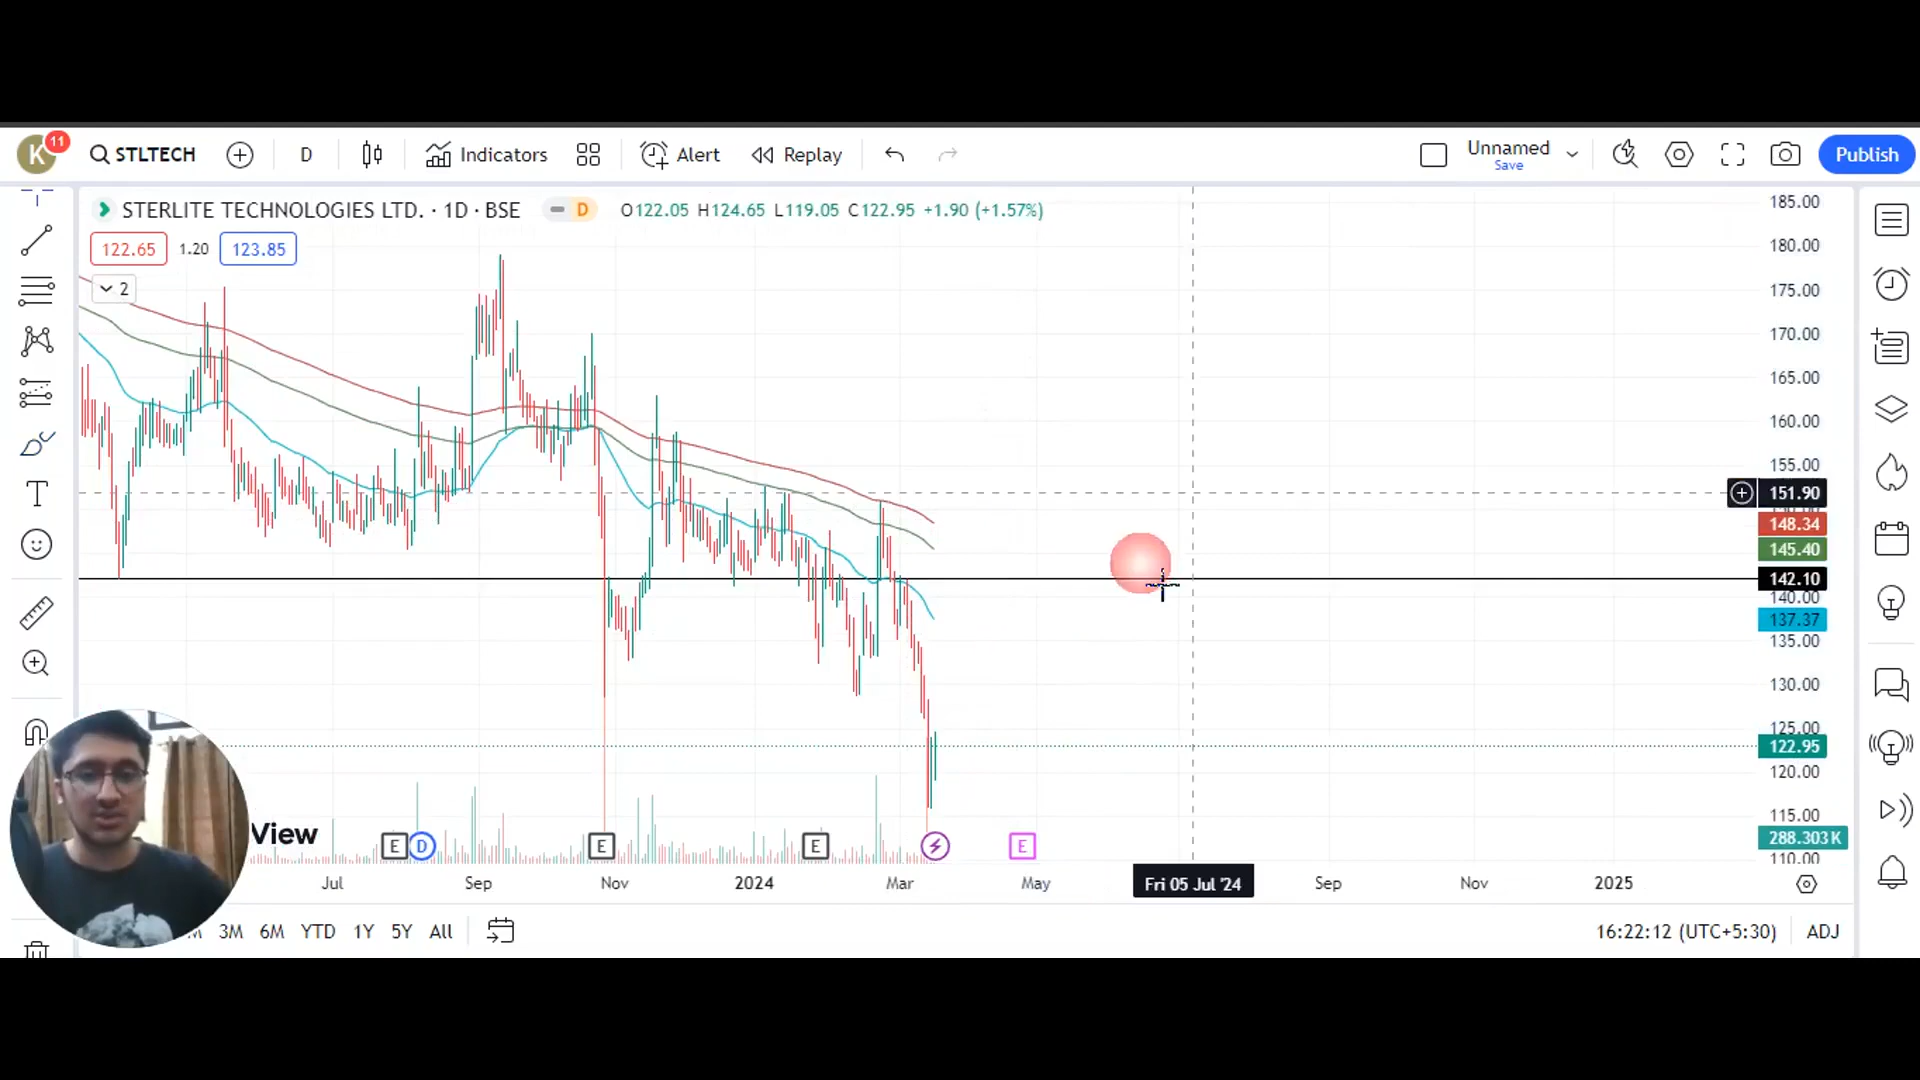 K 11 STLTECH D Indicators Alert Replay Unnamed Save Publish
STERLITE TECHNOLOGIES LTD. · 1D · BSE D O122.05 H124.65 L119.05 C122.95 +1.90 (+1.57%)
122.65 1.20 123.85
2
185.00
180.00
175.00
170.00
165.00
160.00
155.00
151.90
148.34
145.40
142.10
140.00
137.37
135.00
130.00
125.00
122.95
120.00
115.00
288.303K
110.00
View
E D E E E
Jul Sep Nov 2024 Mar May Fri 05 Jul '24 Sep Nov 2025
3M 6M YTD 1Y 5Y All 16:22:12 (UTC+5:30) ADJ